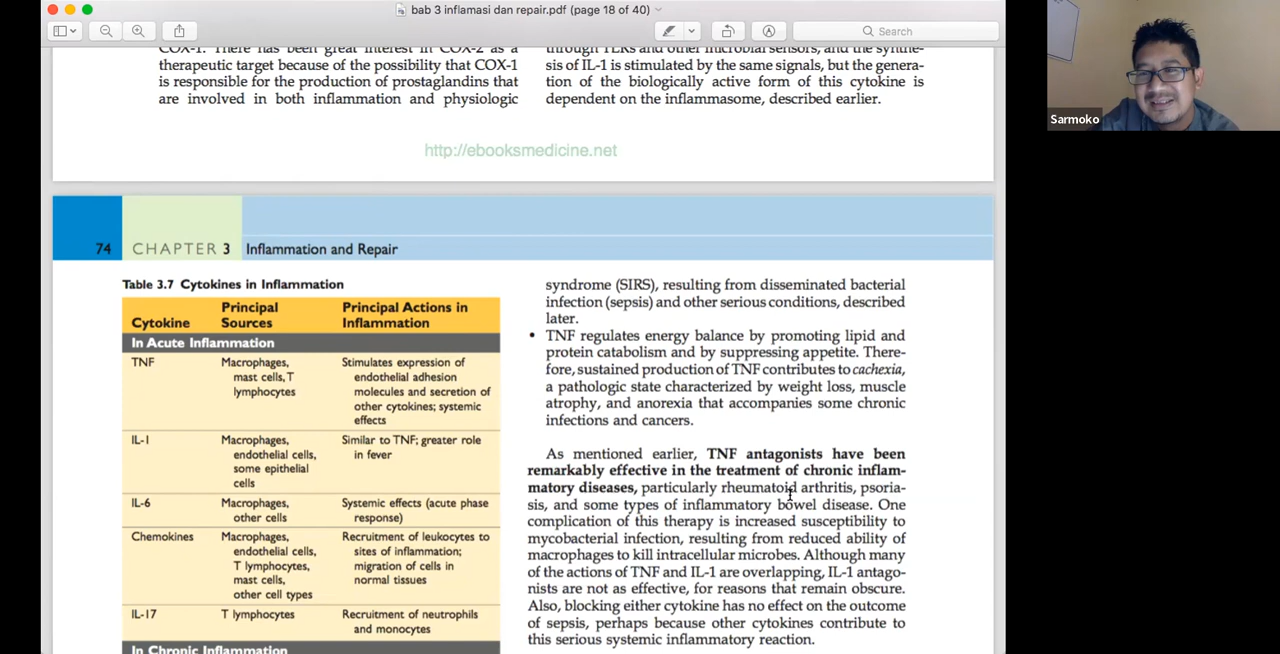 bab 3 inflamasi dan repair.pdf (page 18 of 40)
Search
COX-1. There has been great interest in COX-2 as a
therapeutic target because of the possibility that COX-1
is responsible for the production of prostaglandins that
are involved in both inflammation and physiologic
through TLRs and other microbial sensors, and the synthe-
sis of IL-1 is stimulated by the same signals, but the genera-
tion of the biologically active form of this cytokine is
dependent on the inflammasome, described earlier.
http://ebooksmedicine.net
74 CHAPTER 3 Inflammation and Repair
Table 3.7 Cytokines in Inflammation
Cytokine
Principal
Sources
Principal Actions in
Inflammation
In Acute Inflammation
TNF
Macrophages,
mast cells, T
lymphocytes
Stimulates expression of
endothelial adhesion
molecules and secretion of
other cytokines; systemic
effects
IL-1
Macrophages,
endothelial cells,
some epithelial
cells
Similar to TNF; greater role
in fever
IL-6
Macrophages,
other cells
Systemic effects (acute phase
response)
Chemokines
Macrophages,
endothelial cells,
T lymphocytes,
mast cells,
other cell types
Recruitment of leukocytes to
sites of inflammation;
migration of cells in
normal tissues
IL-17
T lymphocytes
Recruitment of neutrophils
and monocytes
In Chronic Inflammation
syndrome (SIRS), resulting from disseminated bacterial
infection (sepsis) and other serious conditions, described
later.
• TNF regulates energy balance by promoting lipid and
protein catabolism and by suppressing appetite. There-
fore, sustained production of TNF contributes to cachexia,
a pathologic state characterized by weight loss, muscle
atrophy, and anorexia that accompanies some chronic
infections and cancers.
As mentioned earlier, TNF antagonists have been
remarkably effective in the treatment of chronic inflam-
matory diseases, particularly rheumatoid arthritis, psoria-
sis, and some types of inflammatory bowel disease. One
complication of this therapy is increased susceptibility to
mycobacterial infection, resulting from reduced ability of
macrophages to kill intracellular microbes. Although many
of the actions of TNF and IL-1 are overlapping, IL-1 antago-
nists are not as effective, for reasons that remain obscure.
Also, blocking either cytokine has no effect on the outcome
of sepsis, perhaps because other cytokines contribute to
this serious systemic inflammatory reaction.
Sarmoko